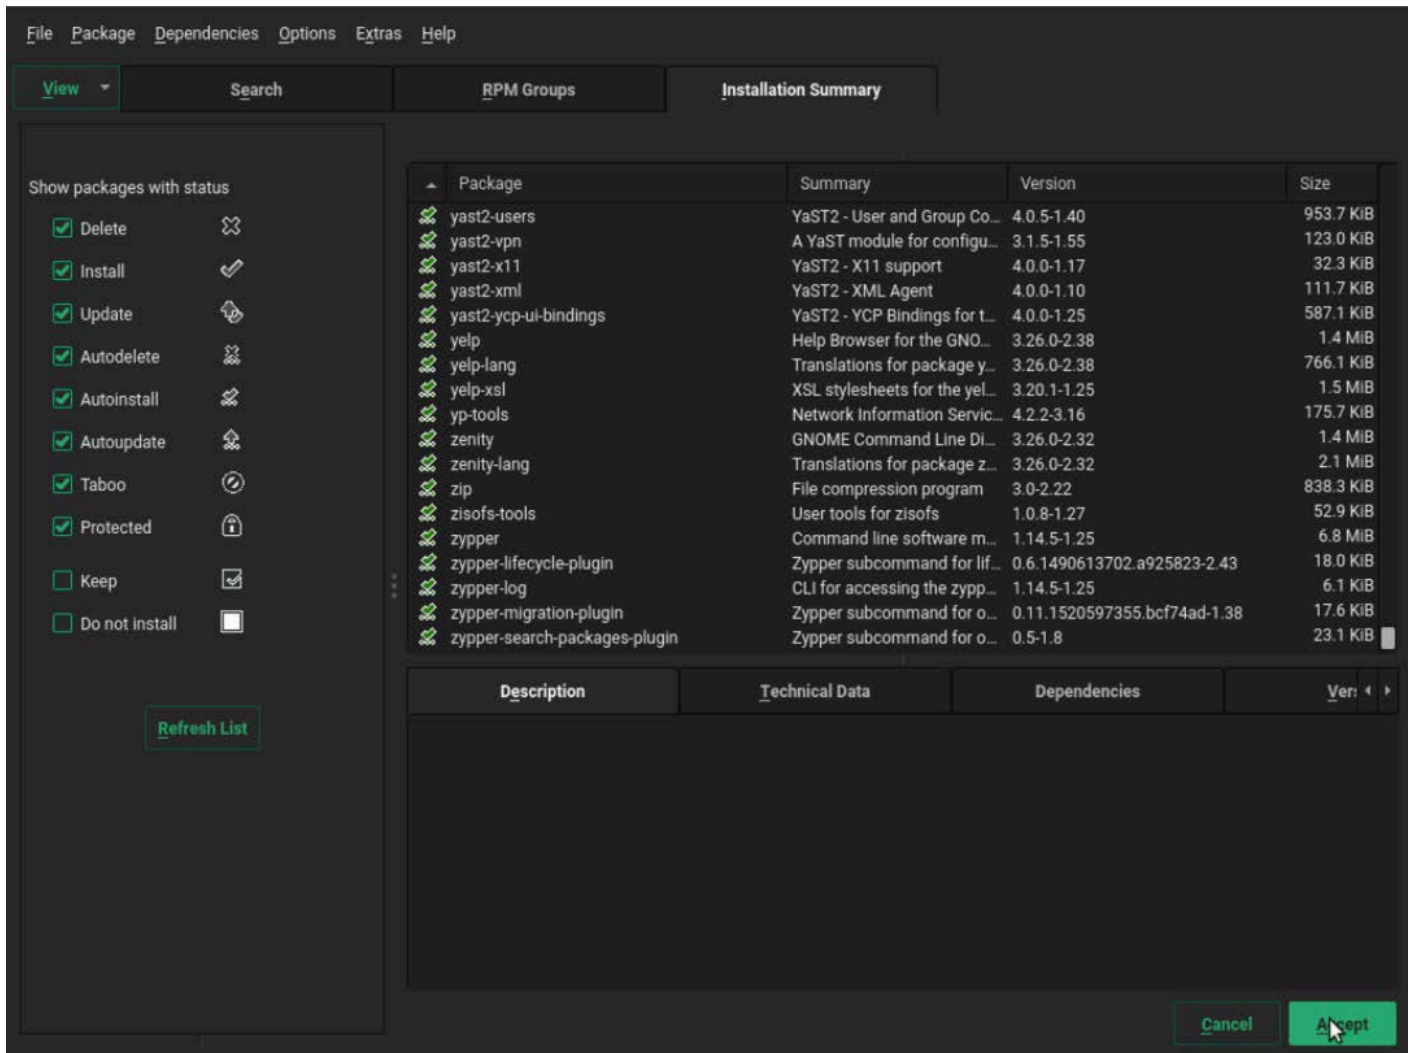 File Package Dependencies Options Extras Help
View Search RPM Groups Installation Summary
Show packages with status
Delete
Install
Update
Autodelete
Autoinstall
Autoupdate
Taboo
Protected
Keep
Do not install
Refresh List
Package Summary Version Size
yast2-users YaST2 - User and Group Co... 4.0.5-1.40 953.7 KiB
yast2-vpn A YaST module for configu... 3.1.5-1.55 123.0 KiB
yast2-x11 YaST2 - X11 support 4.0.0-1.17 32.3 KiB
yast2-xml YaST2 - XML Agent 4.0.0-1.10 111.7 KiB
yast2-ycp-ui-bindings YaST2 - YCP Bindings for t... 4.0.0-1.25 587.1 KiB
yelp Help Browser for the GNO... 3.26.0-2.38 1.4 MiB
yelp-lang Translations for package y... 3.26.0-2.38 766.1 KiB
yelp-xsl XSL stylesheets for the yel... 3.20.1-1.25 1.5 MiB
yp-tools Network Information Servic... 4.2.2-3.16 175.7 KiB
zenity GNOME Command Line Di... 3.26.0-2.32 1.4 MiB
zenity-lang Translations for package z... 3.26.0-2.32 2.1 MiB
zip File compression program 3.0-2.22 838.3 KiB
zisofs-tools User tools for zisofs 1.0.8-1.27 52.9 KiB
zypper Command line software m... 1.14.5-1.25 6.8 MiB
zypper-lifecycle-plugin Zypper subcommand for lif... 0.6.1490613702.a925823-2.43 18.0 KiB
zypper-log CLI for accessing the zypp... 1.14.5-1.25 6.1 KiB
zypper-migration-plugin Zypper subcommand for o... 0.11.1520597355.bcf74ad-1.38 17.6 KiB
zypper-search-packages-plugin Zypper subcommand for o... 0.5-1.8 23.1 KiB
Description Technical Data Dependencies Vers
Cancel Accept